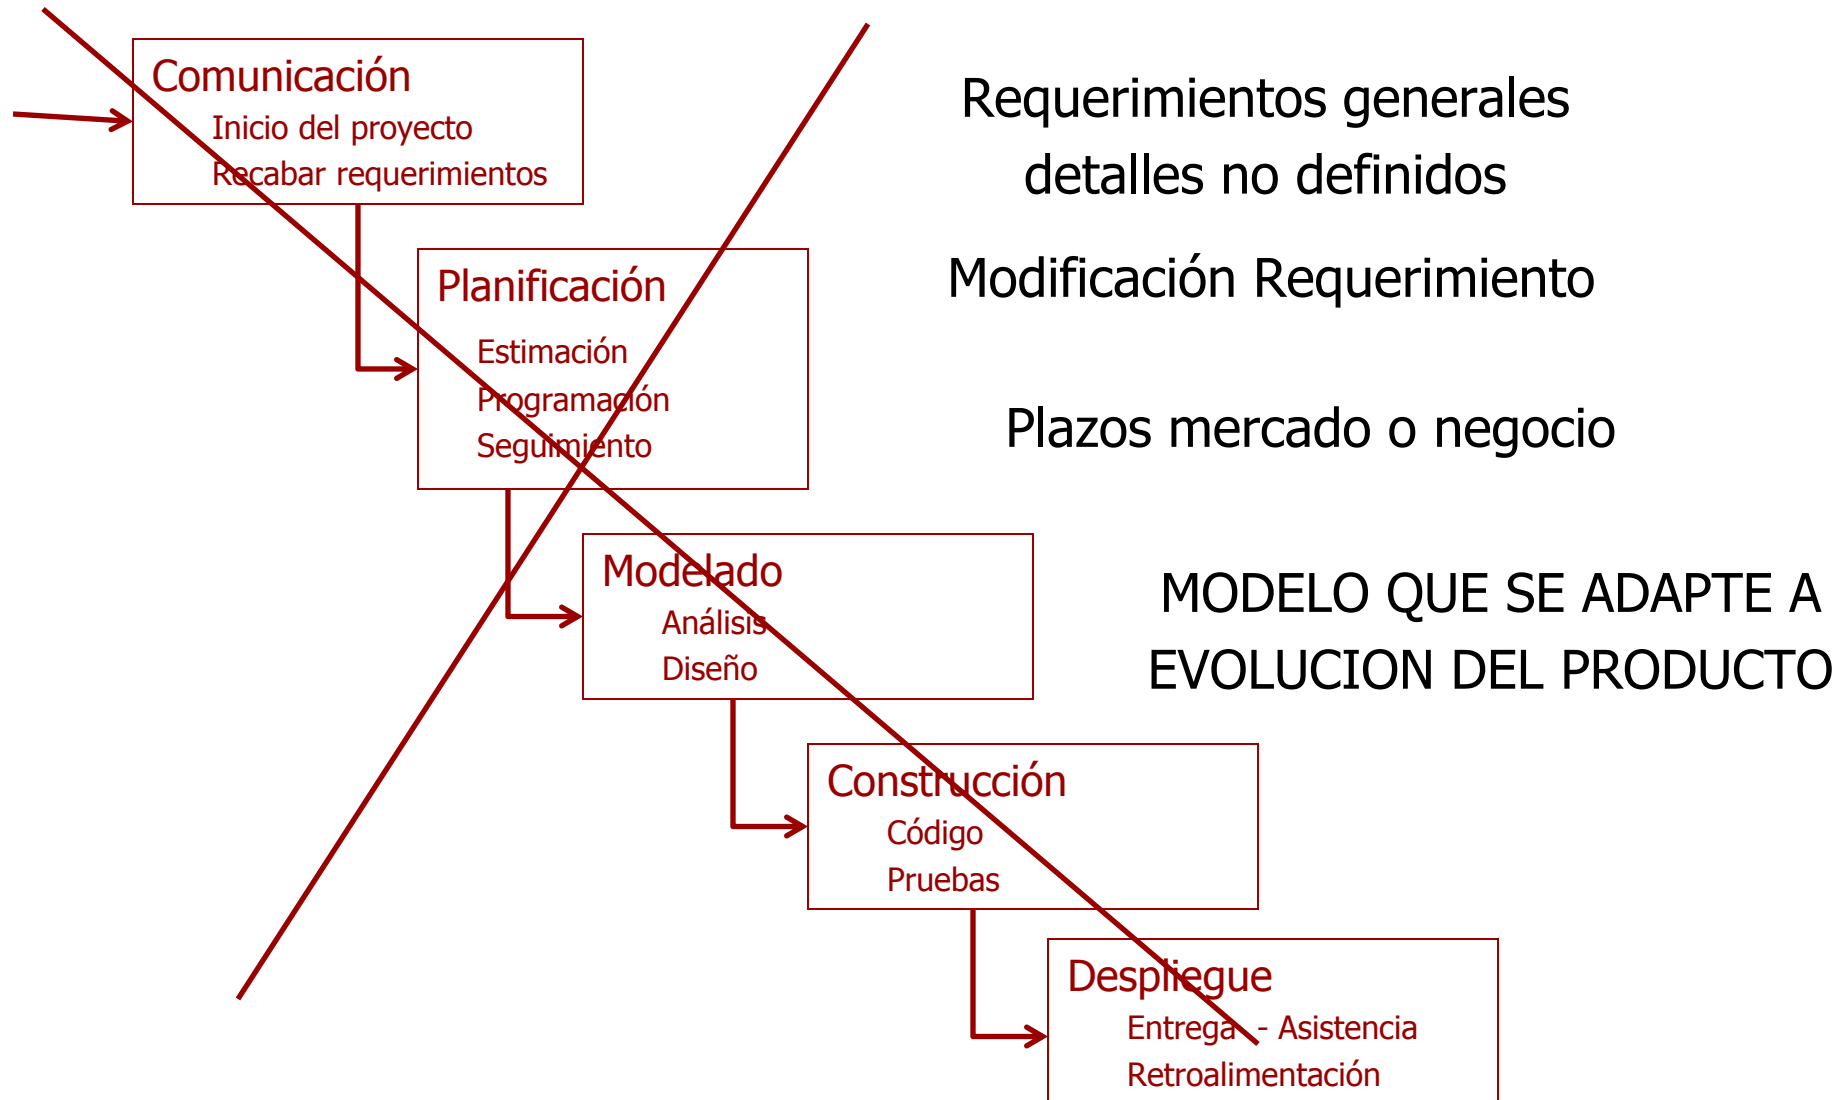 Comunicación
Inicio del proyecto
Recabar requerimientos
Planificación
Estimación
Programación
Seguimiento
Modelado
Análisis
Diseño
Construcción
Código
Pruebas
Despliegue
Entrega - Asistencia
Retroalimentación
Requerimientos generales
detalles no definidos
Modificación Requerimiento
Plazos mercado o negocio
MODELO QUE SE ADAPTE A
EVOLUCION DEL PRODUCTO